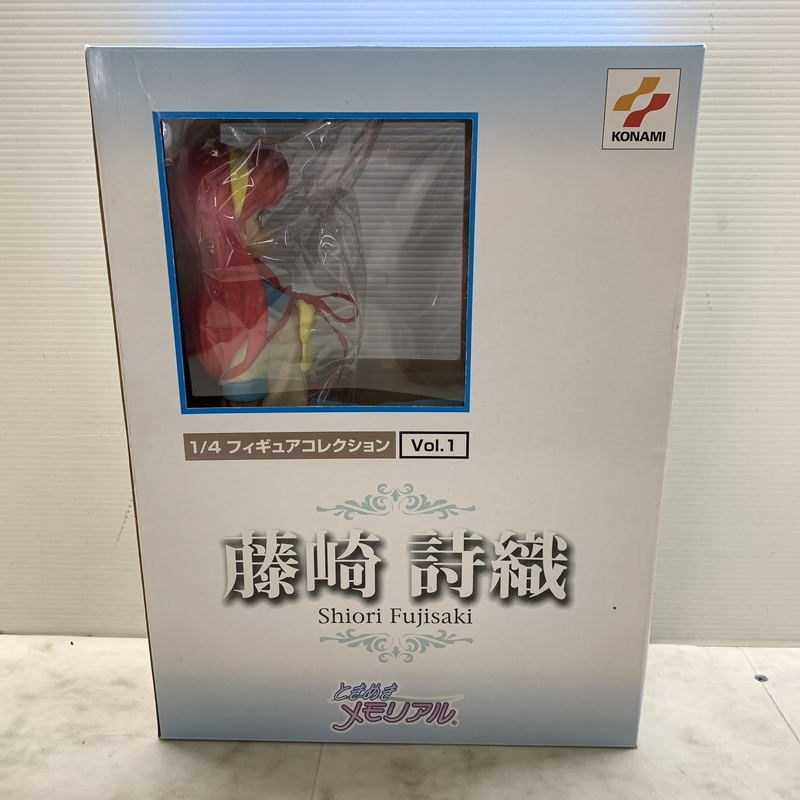 KONAMI
1/4 フィギュアコレクション Vol.1
藤崎 詩織
Shiori Fujisaki
ときめき
メモリアル®